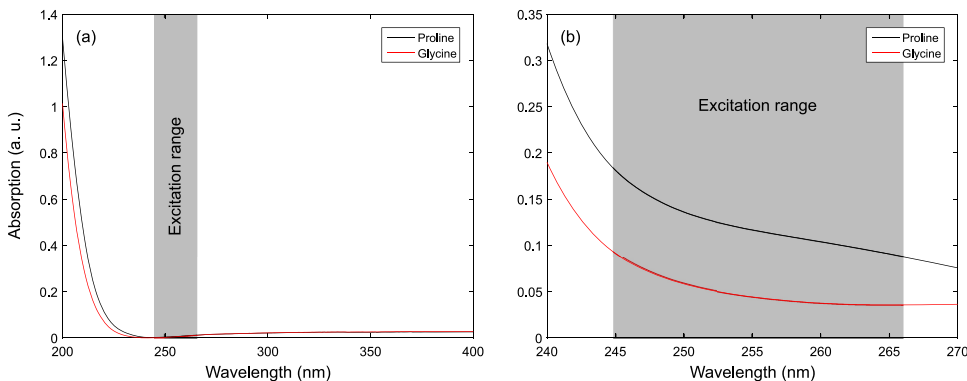 (a)
Proline
Glycine
Excitation range
Absorption (a. u.)
1.4
1.2
1
0.8
0.6
0.4
0.2
0
200
250
300
350
400
Wavelength (nm)
(b)
Proline
Glycine
Excitation range
0.35
0.3
0.25
0.2
0.15
0.1
0.05
0
240
245
250
255
260
265
270
Wavelength (nm)